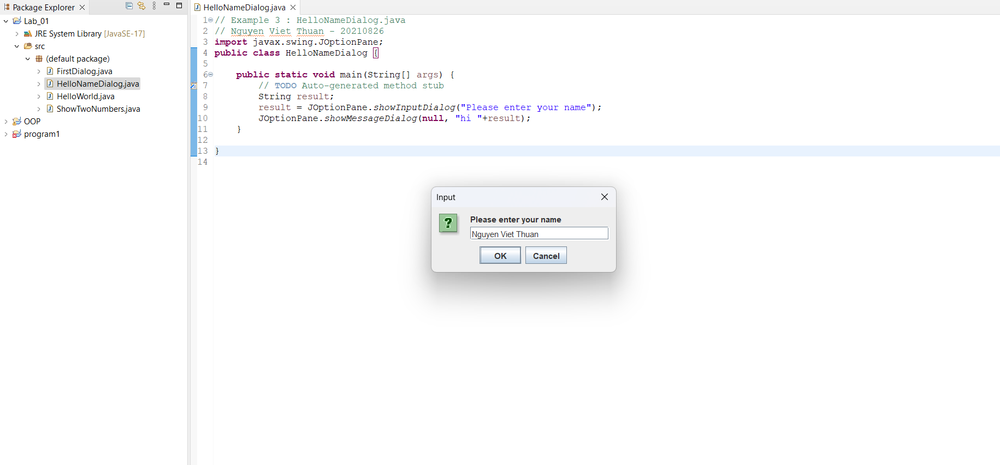 Package Explorer
Lab_01
JRE System Library [JavaSE-17]
src
(default package)
FirstDialog.java
HelloNameDialog.java
HelloWorld.java
ShowTwoNumbers.java
OOP
program1
HelloNameDialog.java
1 // Example 3 : HelloNameDialog.java
2 // Nguyen Viet Thuan - 20210826
3 import javax.swing.JOptionPane;
4 public class HelloNameDialog {
5
6 public static void main(String[] args) {
7 // TODO Auto-generated method stub
8 String result;
9 result = JOptionPane.showInputDialog("Please enter your name");
10 JOptionPane.showMessageDialog(null, "hi "+result);
11 }
12
13 }
14
Input
?
Please enter your name
Nguyen Viet Thuan
OK Cancel